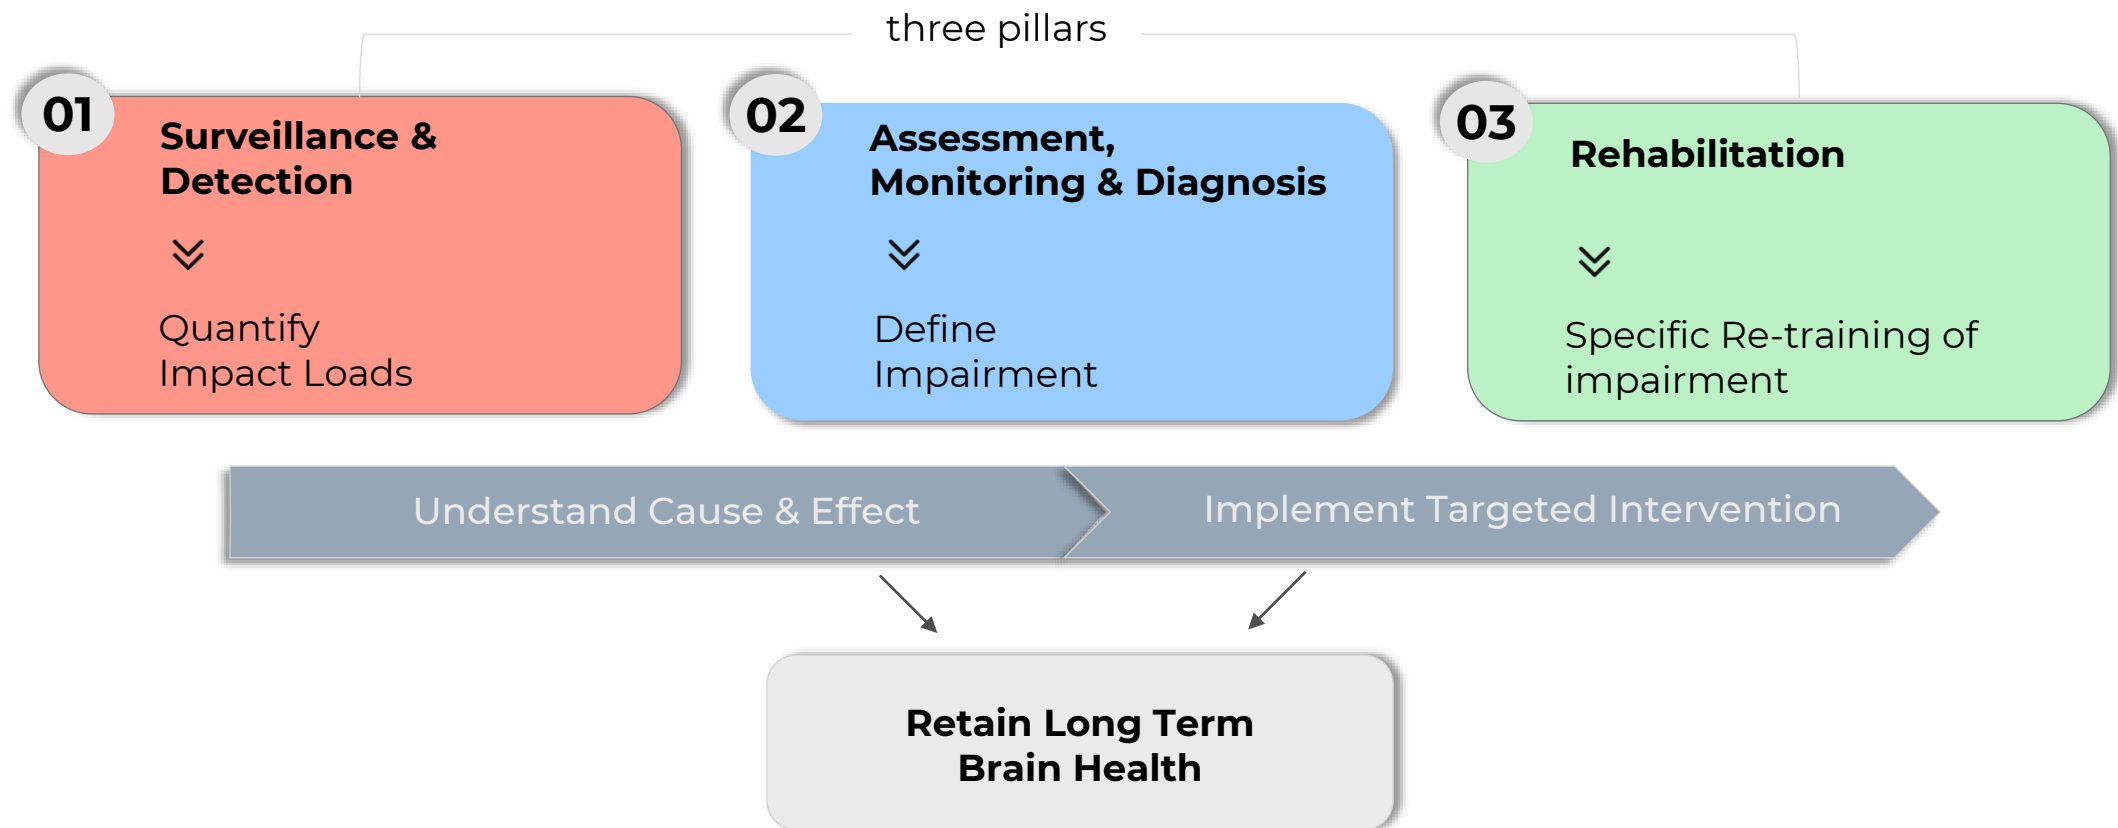 three pillars
01
Surveillance &
Detection
Quantify
Impact Loads
02
Assessment,
Monitoring & Diagnosis
Define
Impairment
03
Rehabilitation
Specific Re-training of
impairment
Understand Cause & Effect
Implement Targeted Intervention
Retain Long Term
Brain Health